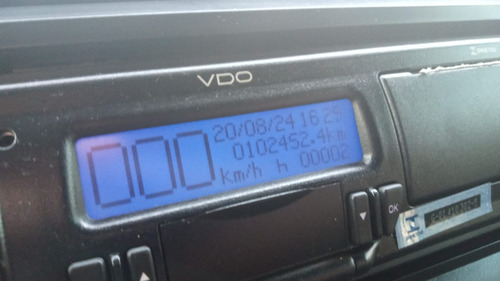 VDO
000
20/08/24 16:25
0102452.4km
km/h h 00002
OK